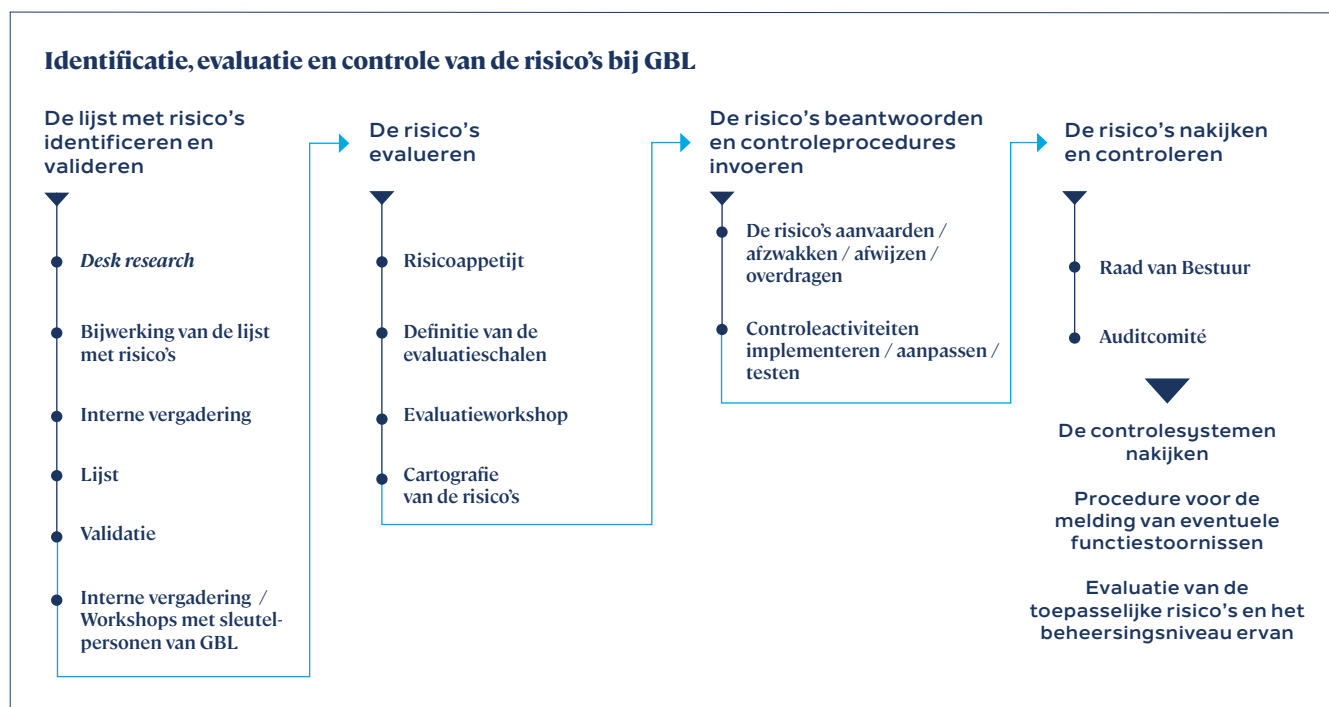 Identificatie, evaluatie en controle van de risico’s bij GBL
De lijst met risico’s
identificeren en
valideren
Desk research
Bijwerking van de lijst
met risico’s
Interne vergadering
Lijst
Validatie
Interne vergadering /
Workshops met sleutel-
personen van GBL
De risico’s
evalueren
Risicoappetijt
Definitie van de
evaluatieschalen
Evaluatieworkshop
Cartografie
van de risico’s
De risico’s beantwoorden
en controleprocedures
invoeren
De risico’s aanvaarden /
afzwakken / afwijzen /
overdragen
Controleactiviteiten
implementeren / aanpassen /
testen
De risico’s nakijken
en controleren
Raad van Bestuur
Auditcomité
De controlesystemen
nakijken
Procedure voor de
melding van eventuele
functiestoornissen
Evaluatie van de
toepasselijke risico’s en het
beheersingsniveau ervan